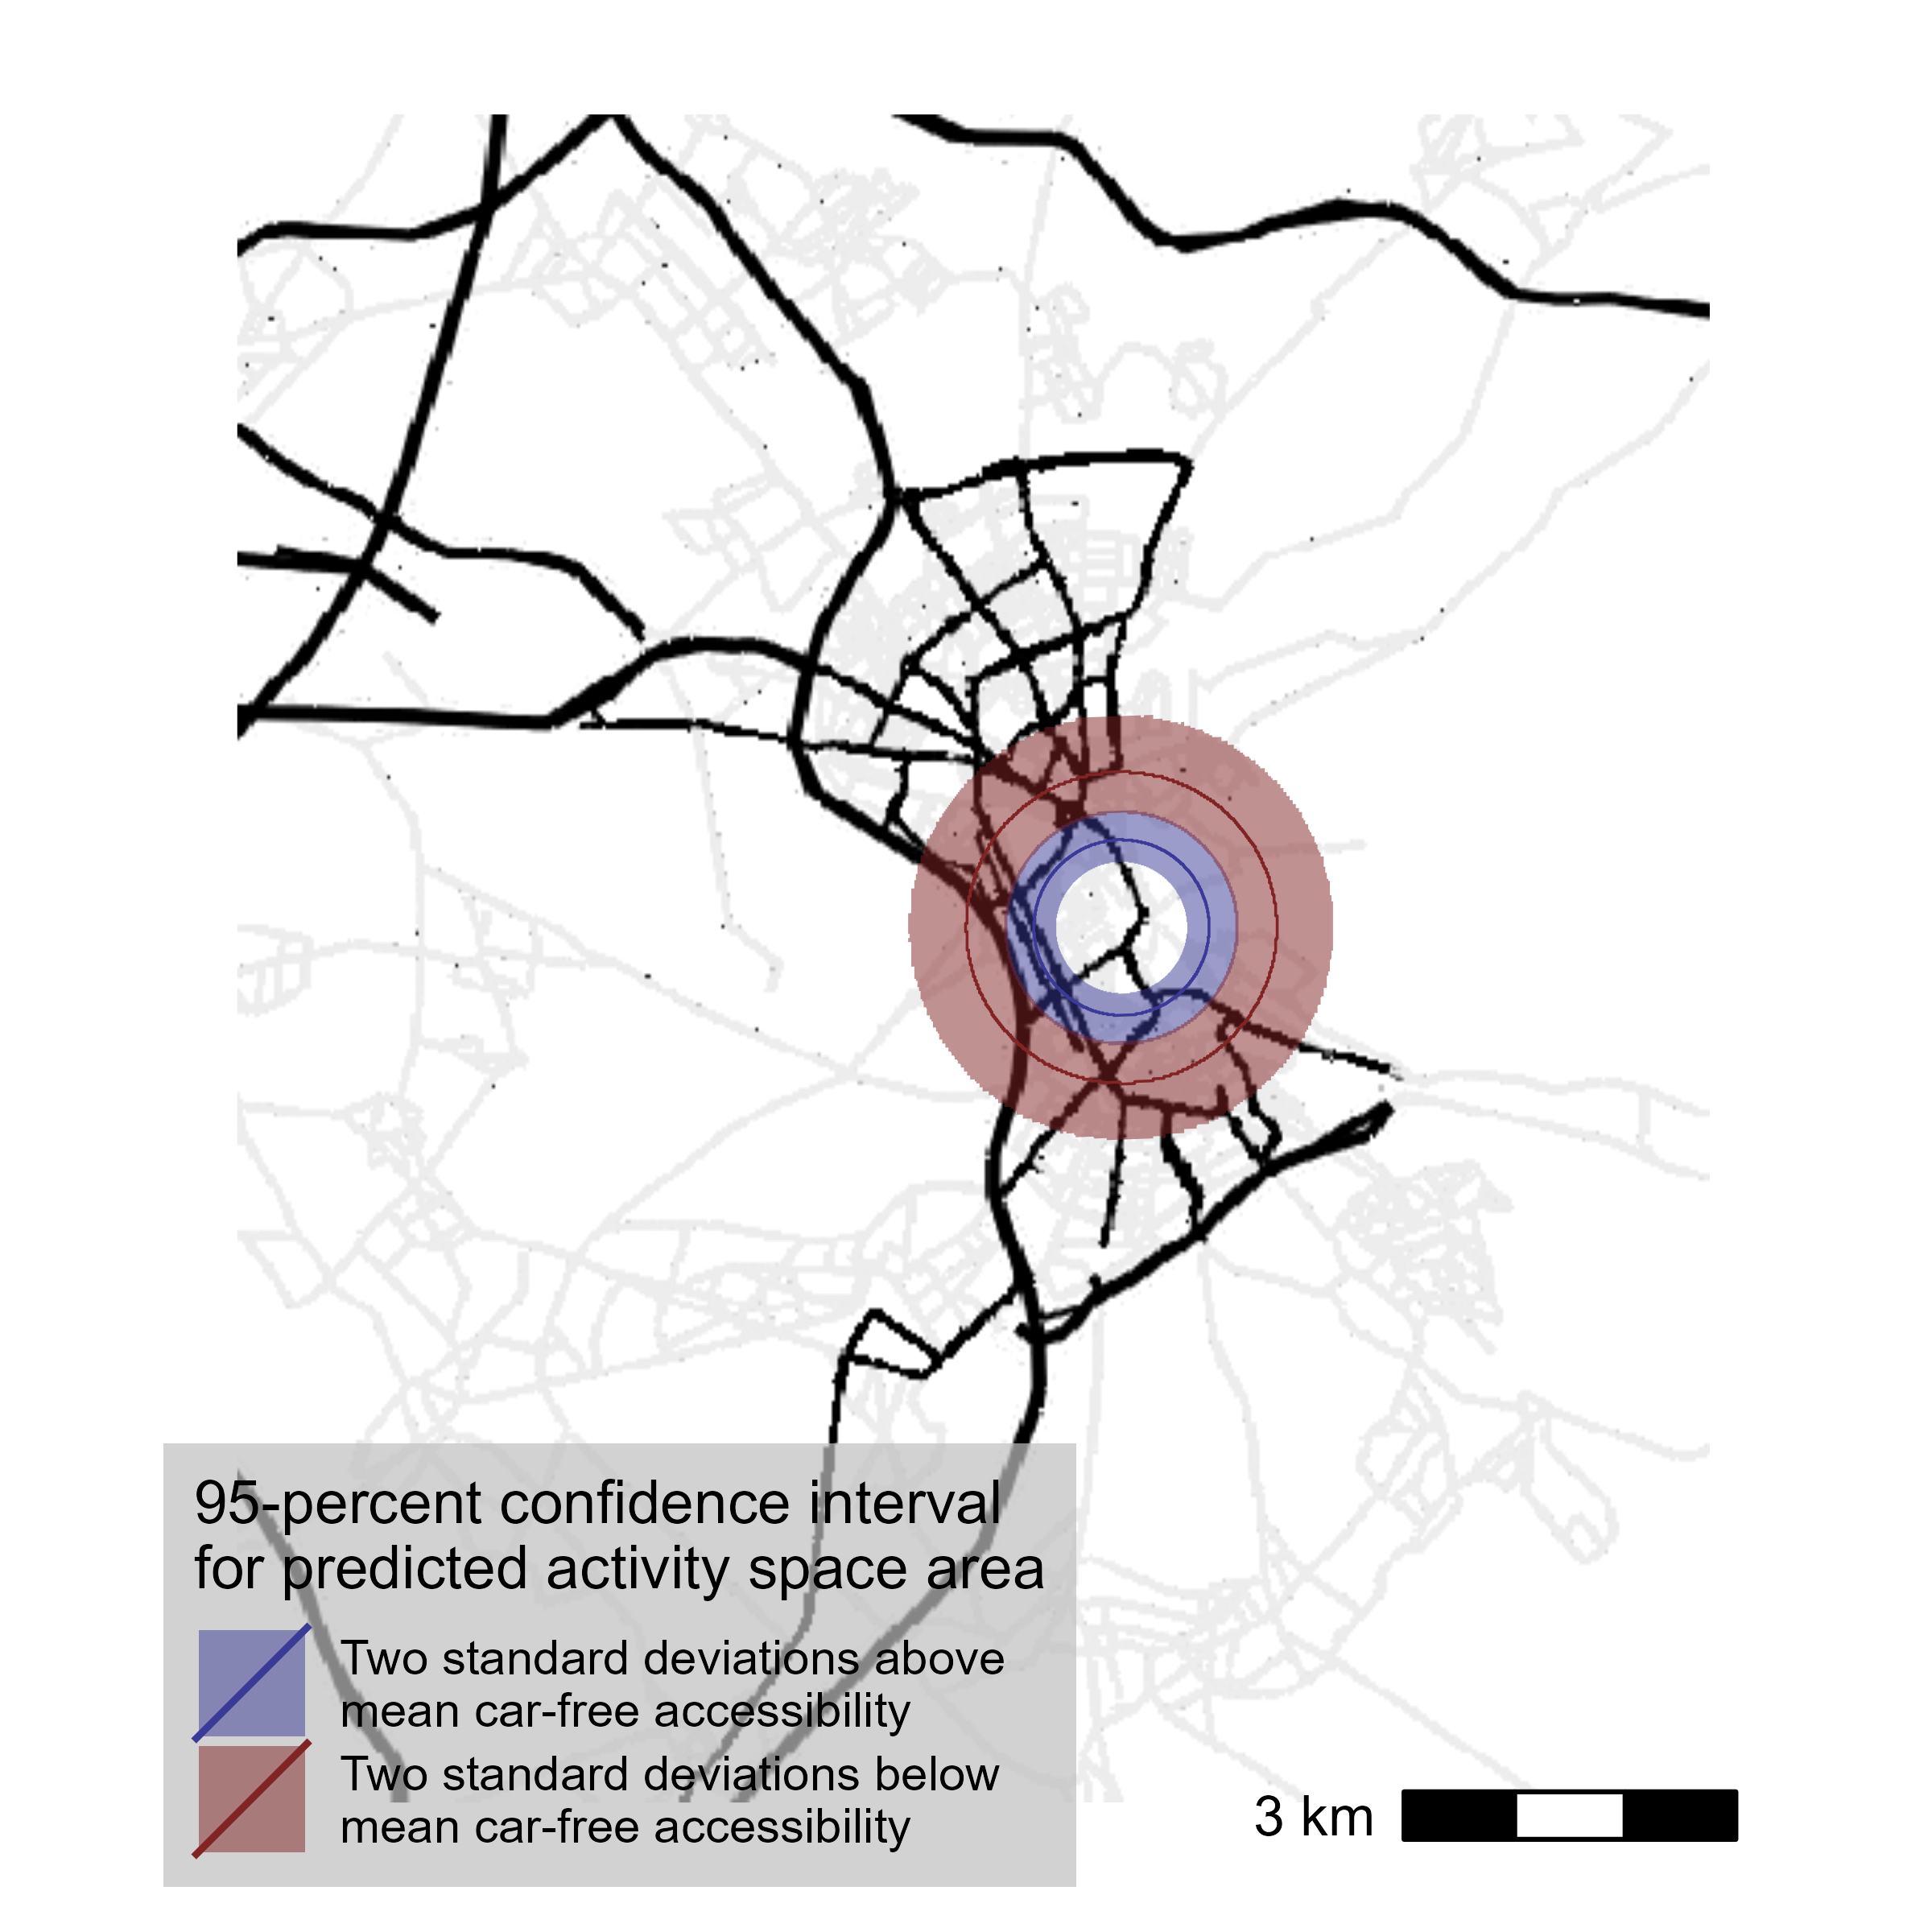 95-percent confidence interval
for predicted activity space area
Two standard deviations above
mean car-free accessibility
Two standard deviations below
mean car-free accessibility
3 km